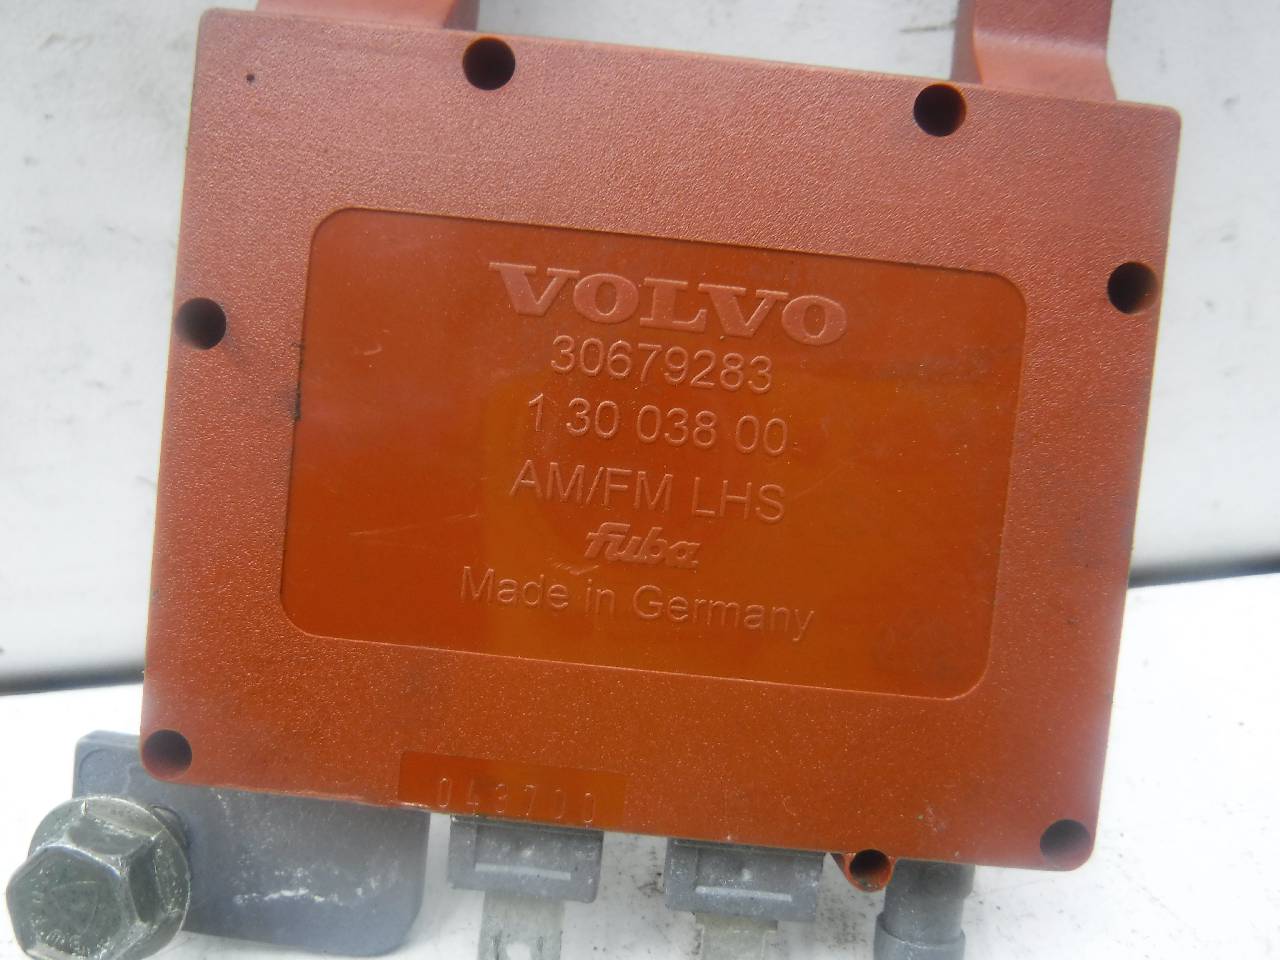 VOLVO
30679283
1 30 038 00
AM/FM LHS
fuba
Made in Germany
043700